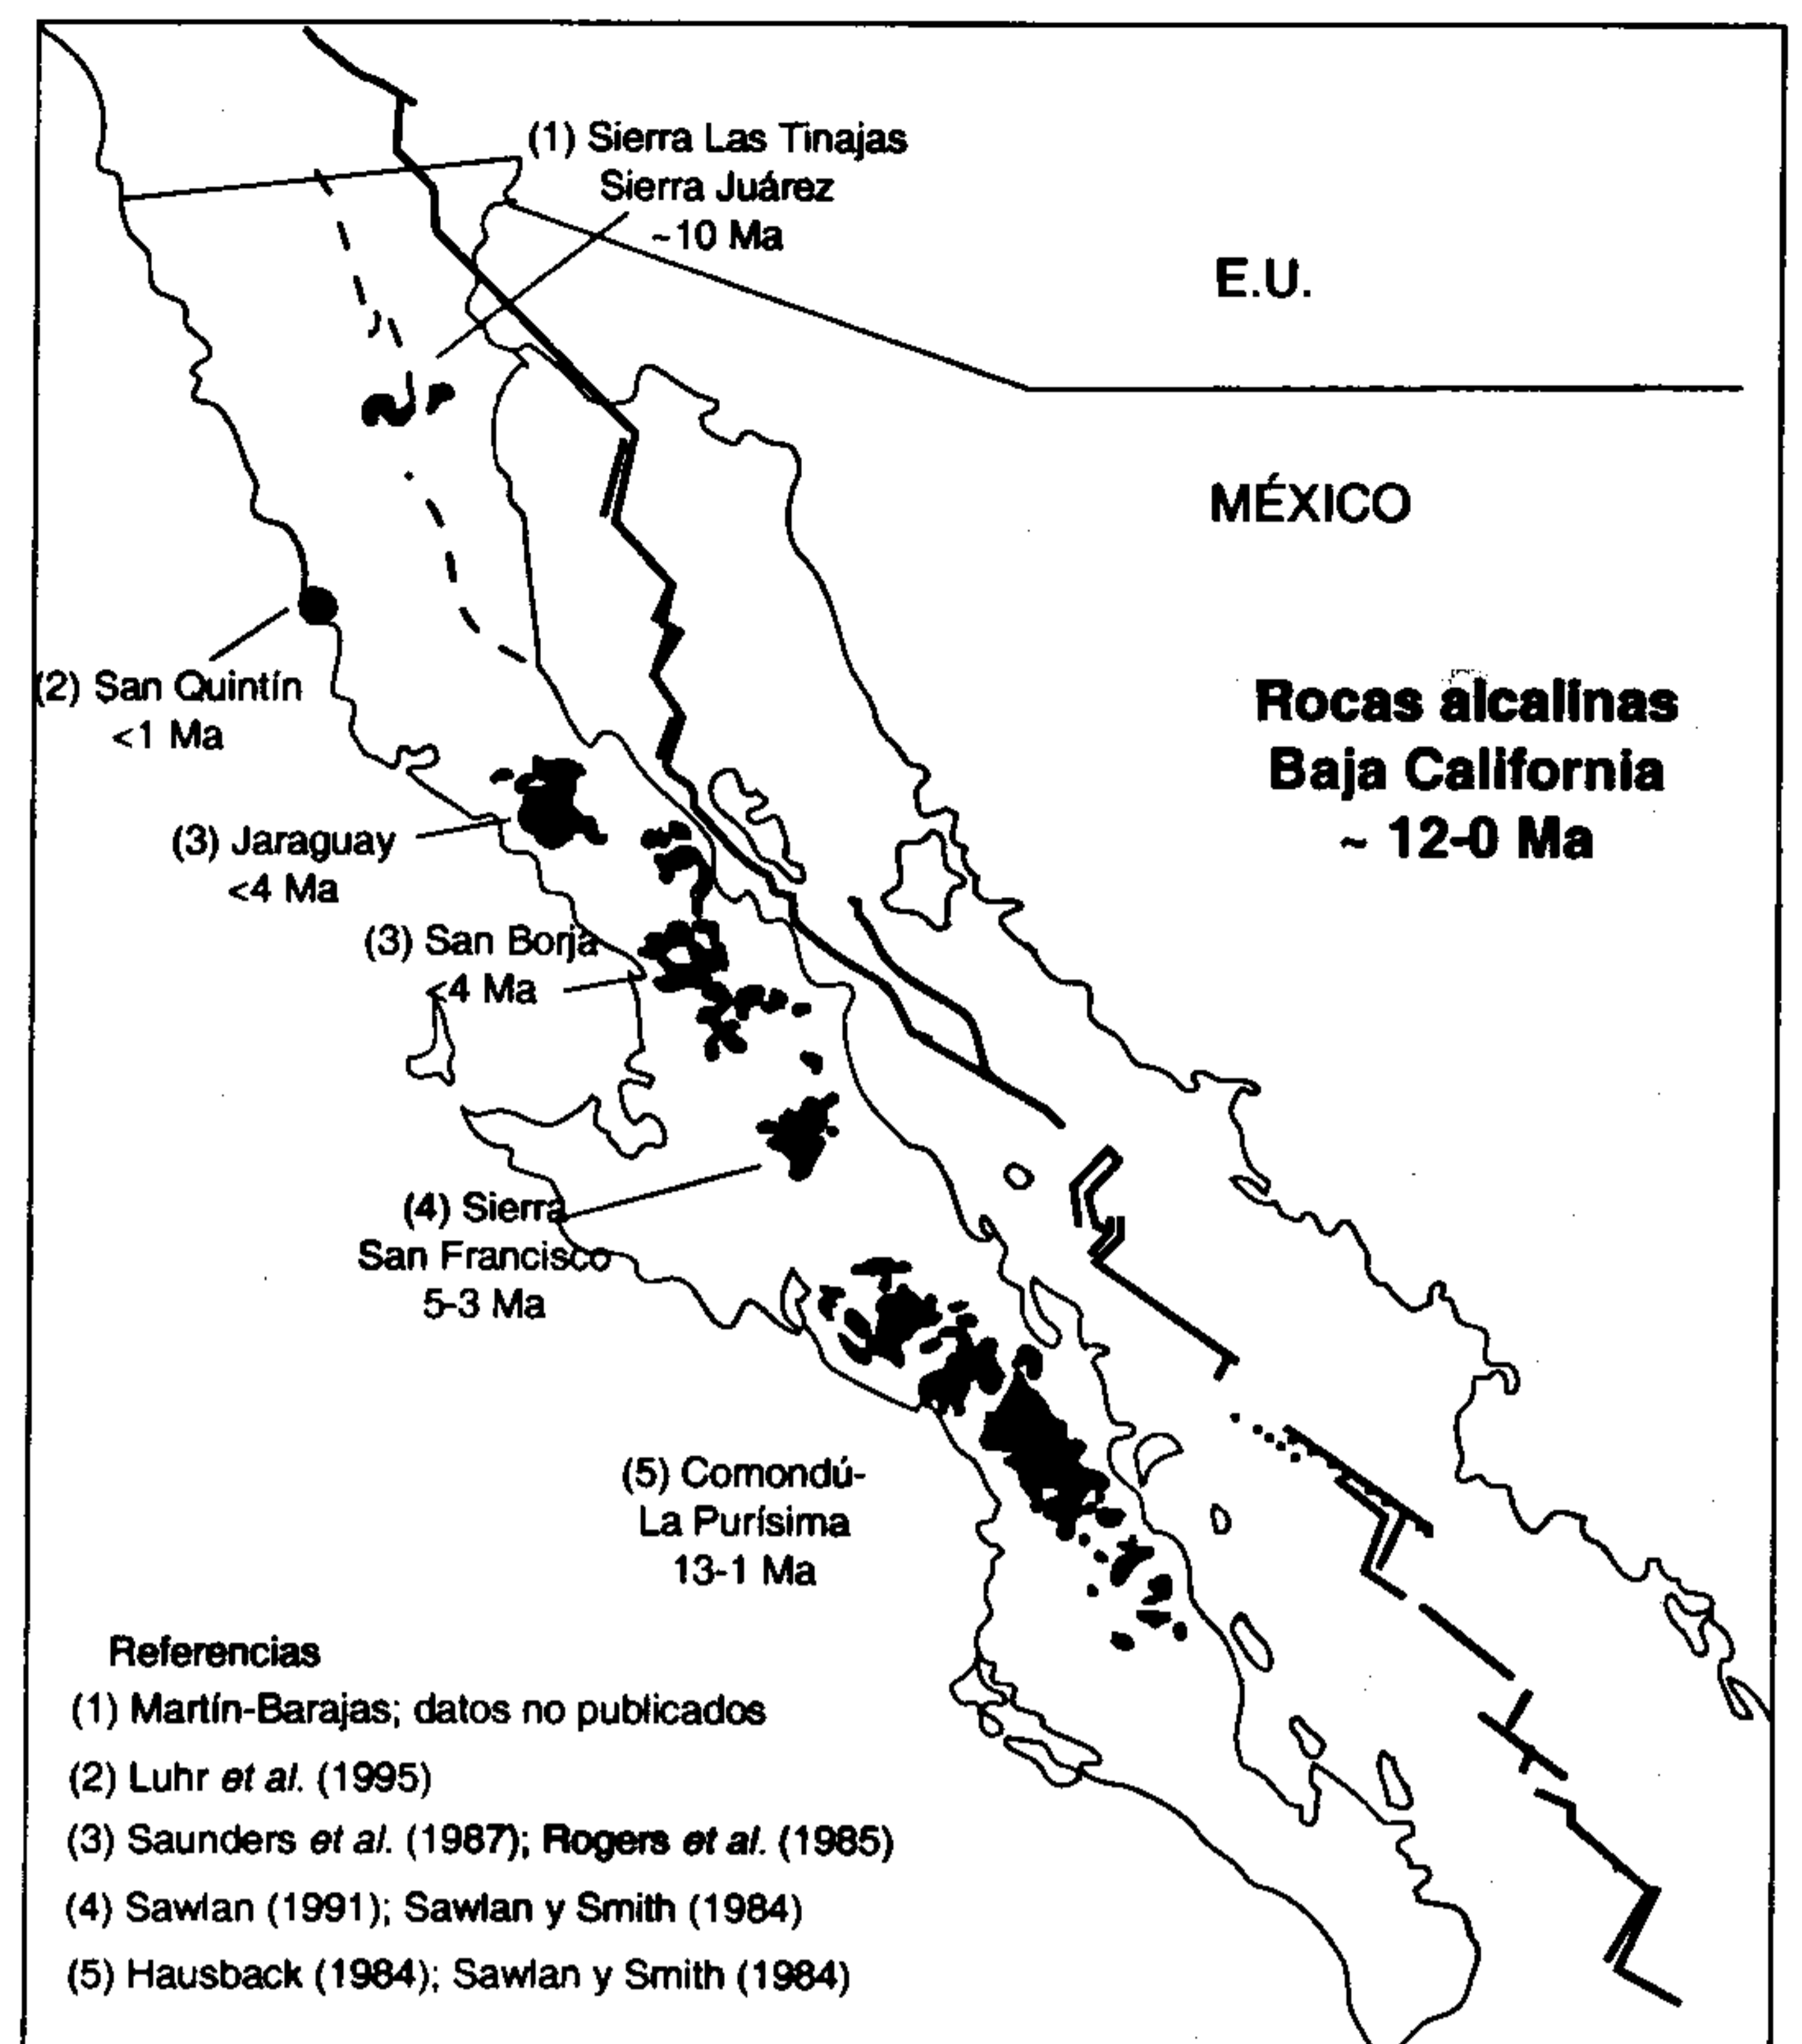 (1) Sierra Las Tinajas
Sierra Juárez
~10 Ma
E.U.
MÉXICO
(2) San Quintín
<1 Ma
Rocas alcalinas
Baja California
~ 12-0 Ma
(3) Jaraguay
<4 Ma
(3) San Borja
<4 Ma
(4) Sierra
San Francisco
5-3 Ma
(5) Comondú-
La Purísima
13-1 Ma
Referencias
(1) Martín-Barajas; datos no publicados
(2) Luhr et al. (1995)
(3) Saunders et al. (1987); Rogers et al. (1985)
(4) Sawlan (1991); Sawlan y Smith (1984)
(5) Hausback (1984); Sawlan y Smith (1984)